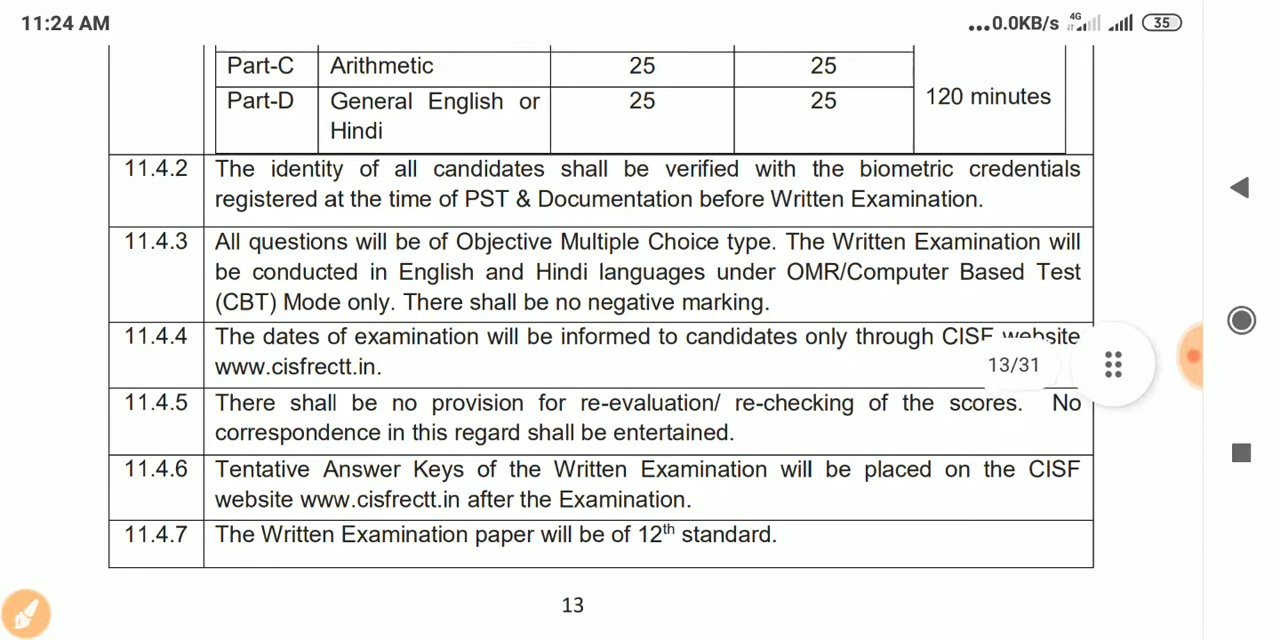 11:24 AM
...0.0KB/s 4G 35
Part-C Arithmetic 25 25
Part-D General English or 25 25 120 minutes
Hindi
11.4.2 The identity of all candidates shall be verified with the biometric credentials
registered at the time of PST & Documentation before Written Examination.
11.4.3 All questions will be of Objective Multiple Choice type. The Written Examination will
be conducted in English and Hindi languages under OMR/Computer Based Test
(CBT) Mode only. There shall be no negative marking.
11.4.4 The dates of examination will be informed to candidates only through CISF website
www.cisfrectt.in.
13/31
11.4.5 There shall be no provision for re-evaluation/ re-checking of the scores. No
correspondence in this regard shall be entertained.
11.4.6 Tentative Answer Keys of the Written Examination will be placed on the CISF
website www.cisfrectt.in after the Examination.
11.4.7 The Written Examination paper will be of 12th standard.
13